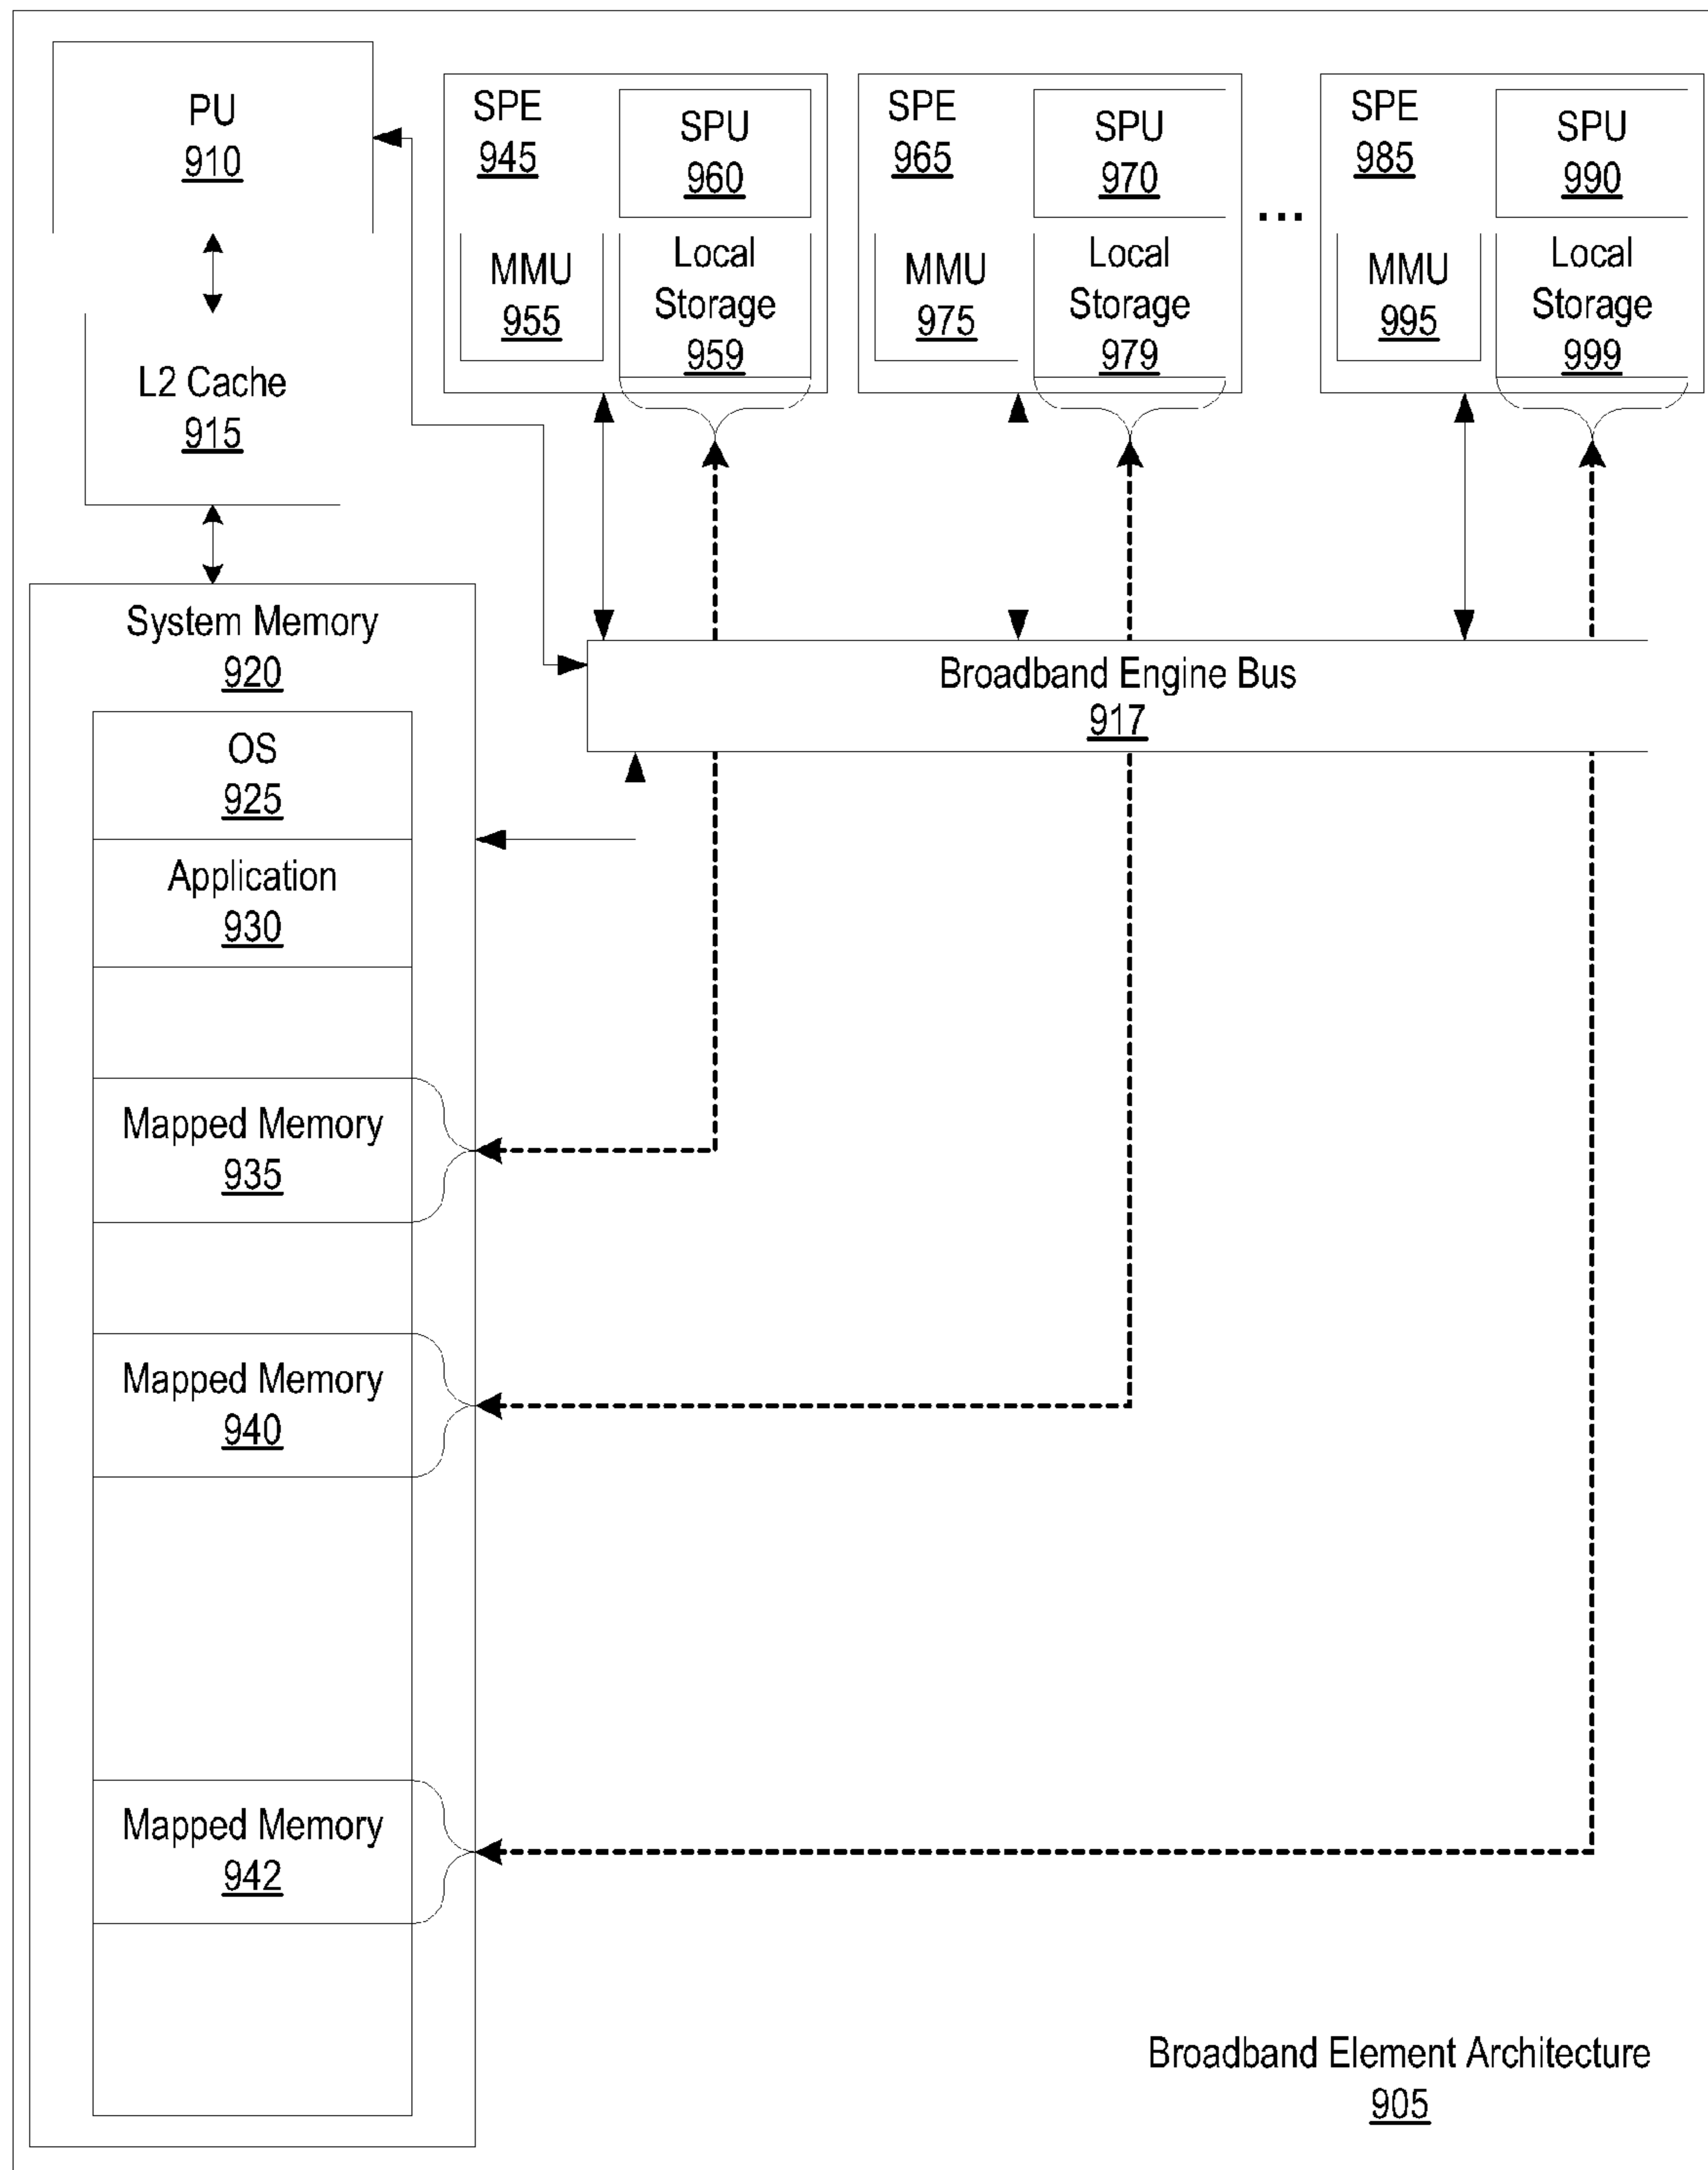 PU
910
L2 Cache
915
SPE
945
SPU
960
MMU
955
Local
Storage
959
SPE
965
SPU
970
MMU
975
Local
Storage
979
...
SPE
985
SPU
990
MMU
995
Local
Storage
999
Broadband Engine Bus
917
System Memory
920
OS
925
Application
930
Mapped Memory
935
Mapped Memory
940
Mapped Memory
942
Broadband Element Architecture
905